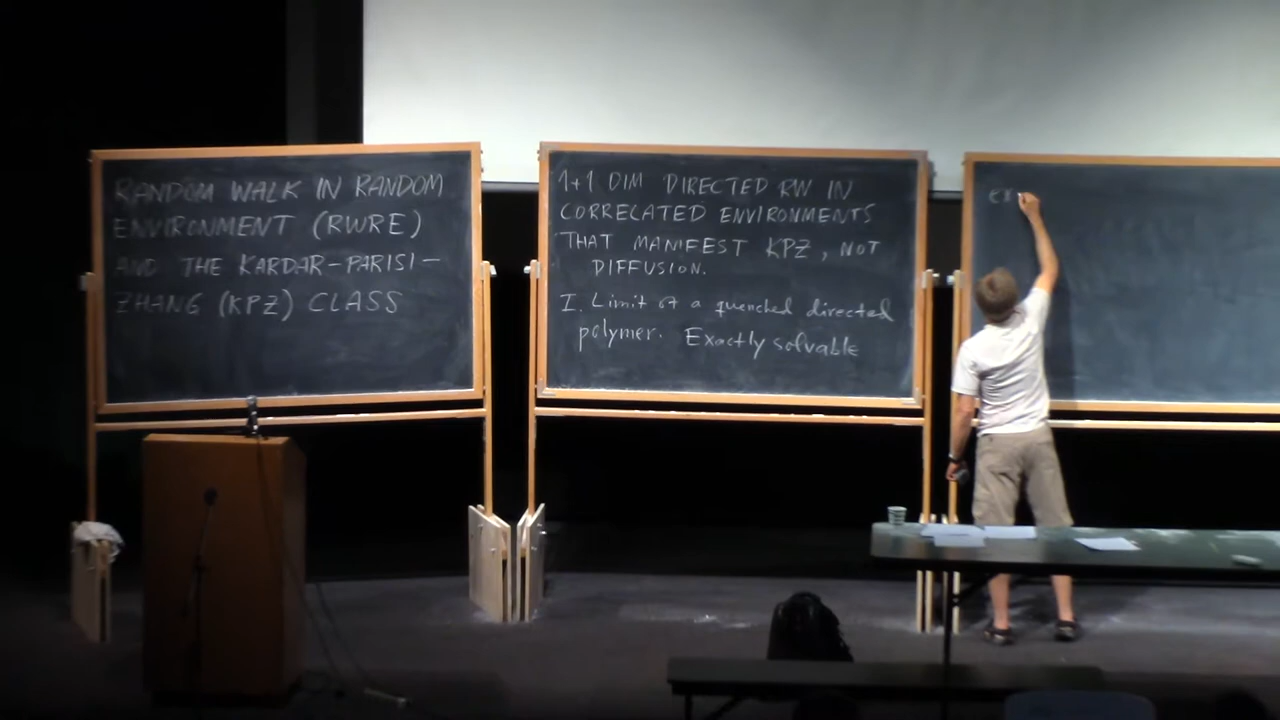 RANDOM WALK IN RANDOM
ENVIRONMENT (RWRE)
AND THE KARDAR-PARISI-
ZHANG (KPZ) CLASS
1+1 DIM DIRECTED RW IN
CORRELATED ENVIRONMENTS
THAT MANIFEST KPZ, NOT
DIFFUSION.
I. Limit of a quenched directed
polymer. Exactly solvable
ex